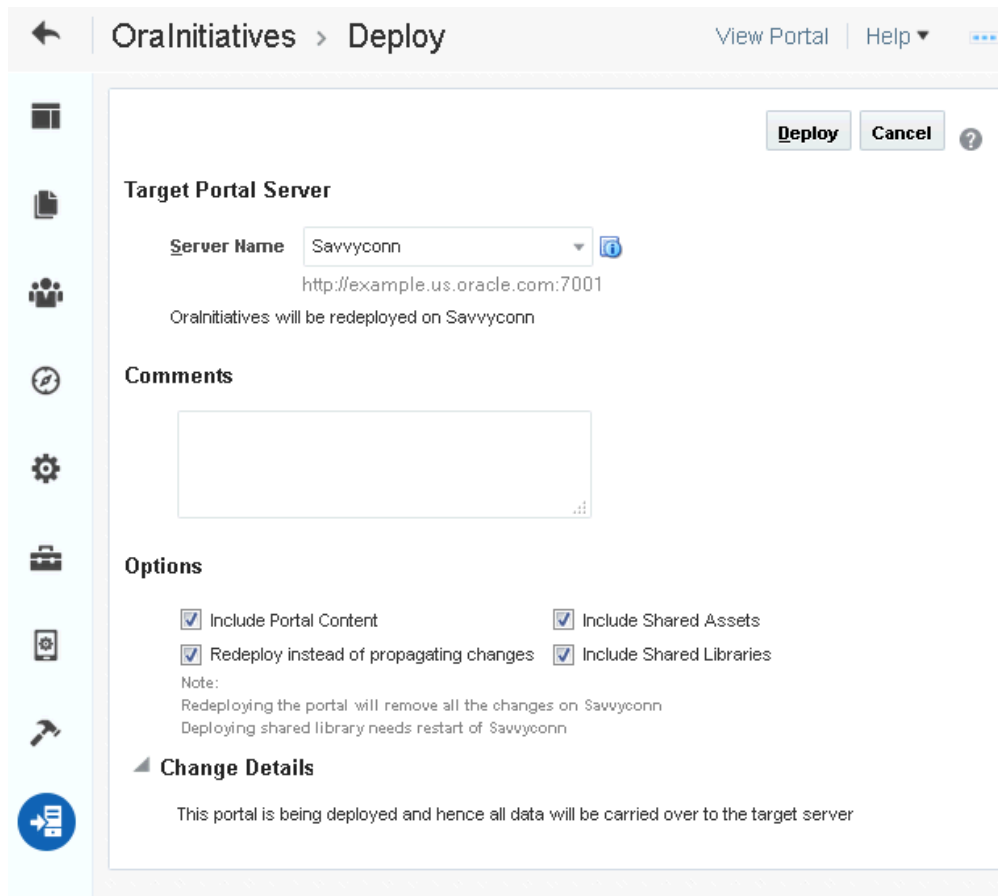 OraInitiatives > Deploy
View Portal
Help ▼
Deploy
Cancel
?
Target Portal Server
Server Name
Savvyconn
http://example.us.oracle.com:7001
OraInitiatives will be redeployed on Savvyconn
Comments
Options
Include Portal Content
Include Shared Assets
Redeploy instead of propagating changes
Include Shared Libraries
Note:
Redeploying the portal will remove all the changes on Savvyconn
Deploying shared library needs restart of Savvyconn
Change Details
This portal is being deployed and hence all data will be carried over to the target server